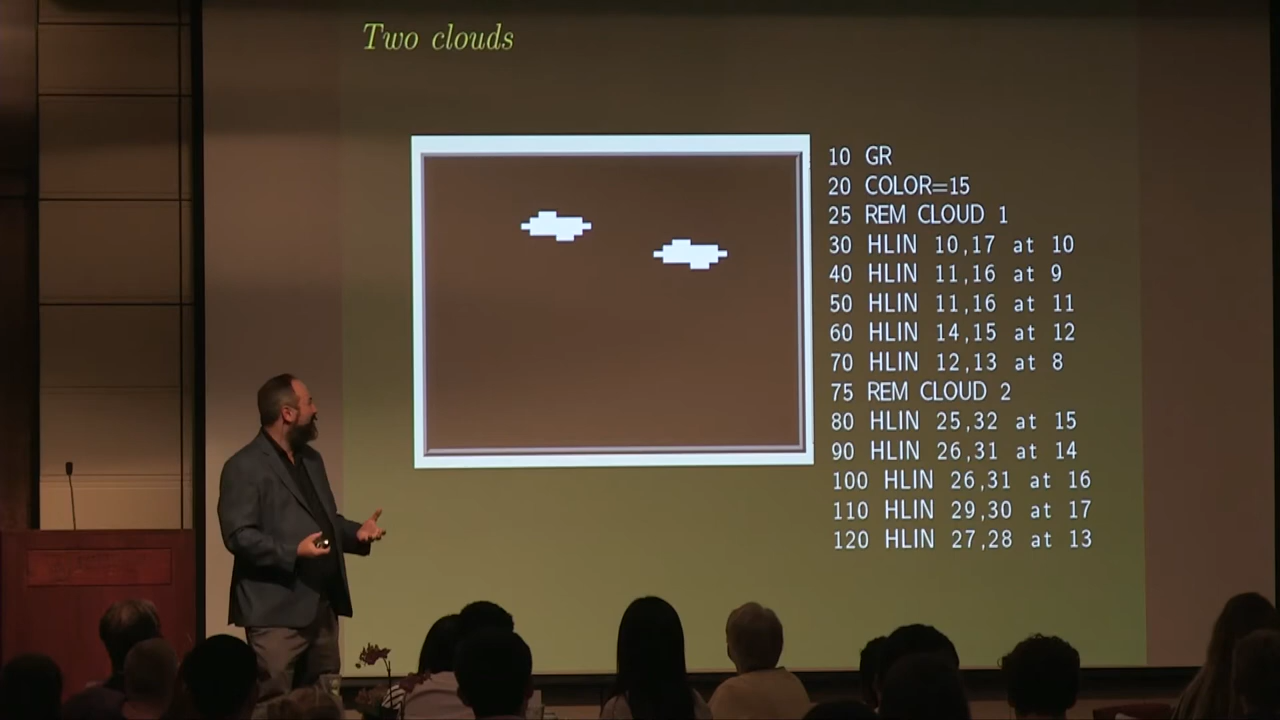 Two clouds
10 GR
20 COLOR=15
25 REM CLOUD 1
30 HLIN 10,17 at 10
40 HLIN 11,16 at 9
50 HLIN 11,16 at 11
60 HLIN 14,15 at 12
70 HLIN 12,13 at 8
75 REM CLOUD 2
80 HLIN 25,32 at 15
90 HLIN 26,31 at 14
100 HLIN 26,31 at 16
110 HLIN 29,30 at 17
120 HLIN 27,28 at 13